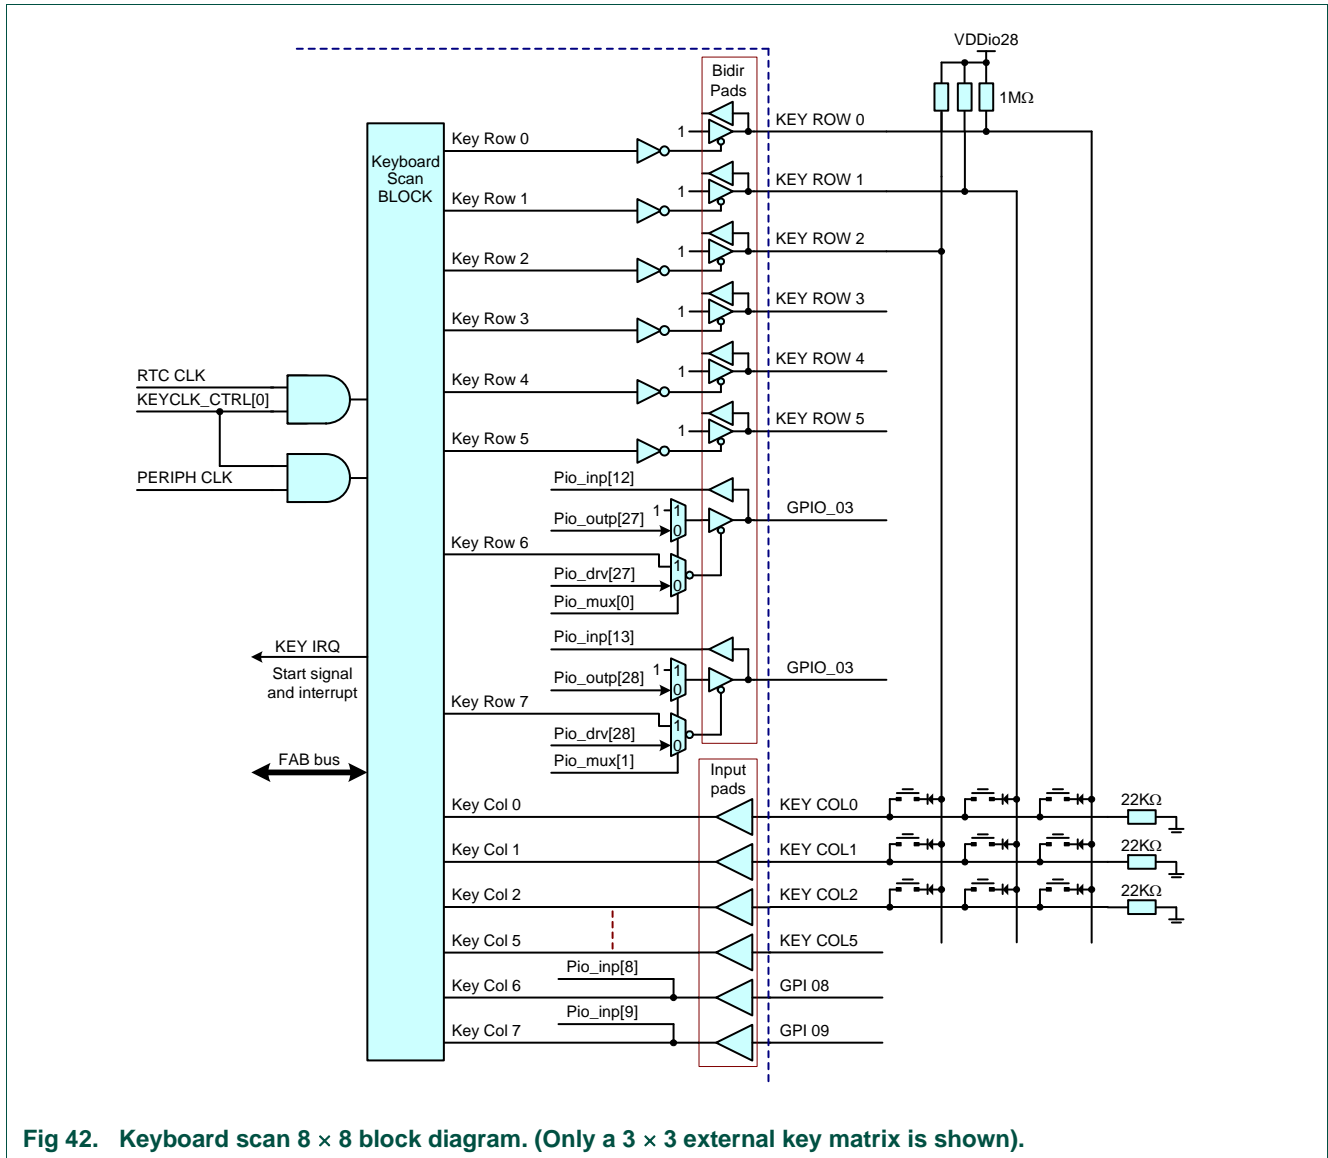 VDDio28
Bidir
Pads
1MΩ
KEY ROW 0
Key Row 0
1
Keyboard
Scan
BLOCK
KEY ROW 1
Key Row 1
1
KEY ROW 2
Key Row 2
1
KEY ROW 3
Key Row 3
1
KEY ROW 4
Key Row 4
1
RTC CLK
KEYCLK_CTRL[0]
KEY ROW 5
Key Row 5
1
PERIPH CLK
Pio_inp[12]
GPIO_03
1
1
Pio_outp[27]
0
Key Row 6
1
Pio_drv[27]
0
Pio_mux[0]
Pio_inp[13]
KEY IRQ
Start signal
and interrupt
GPIO_03
1
1
Pio_outp[28]
0
Key Row 7
1
Pio_drv[28]
0
Pio_mux[1]
FAB bus
Input
pads
Key Col 0
KEY COL0
22KΩ
Key Col 1
KEY COL1
22KΩ
Key Col 2
KEY COL2
22KΩ
Key Col 5
KEY COL5
Pio_inp[8]
Key Col 6
GPI 08
Pio_inp[9]
Key Col 7
GPI 09
Fig 42. Keyboard scan 8 × 8 block diagram. (Only a 3 × 3 external key matrix is shown).